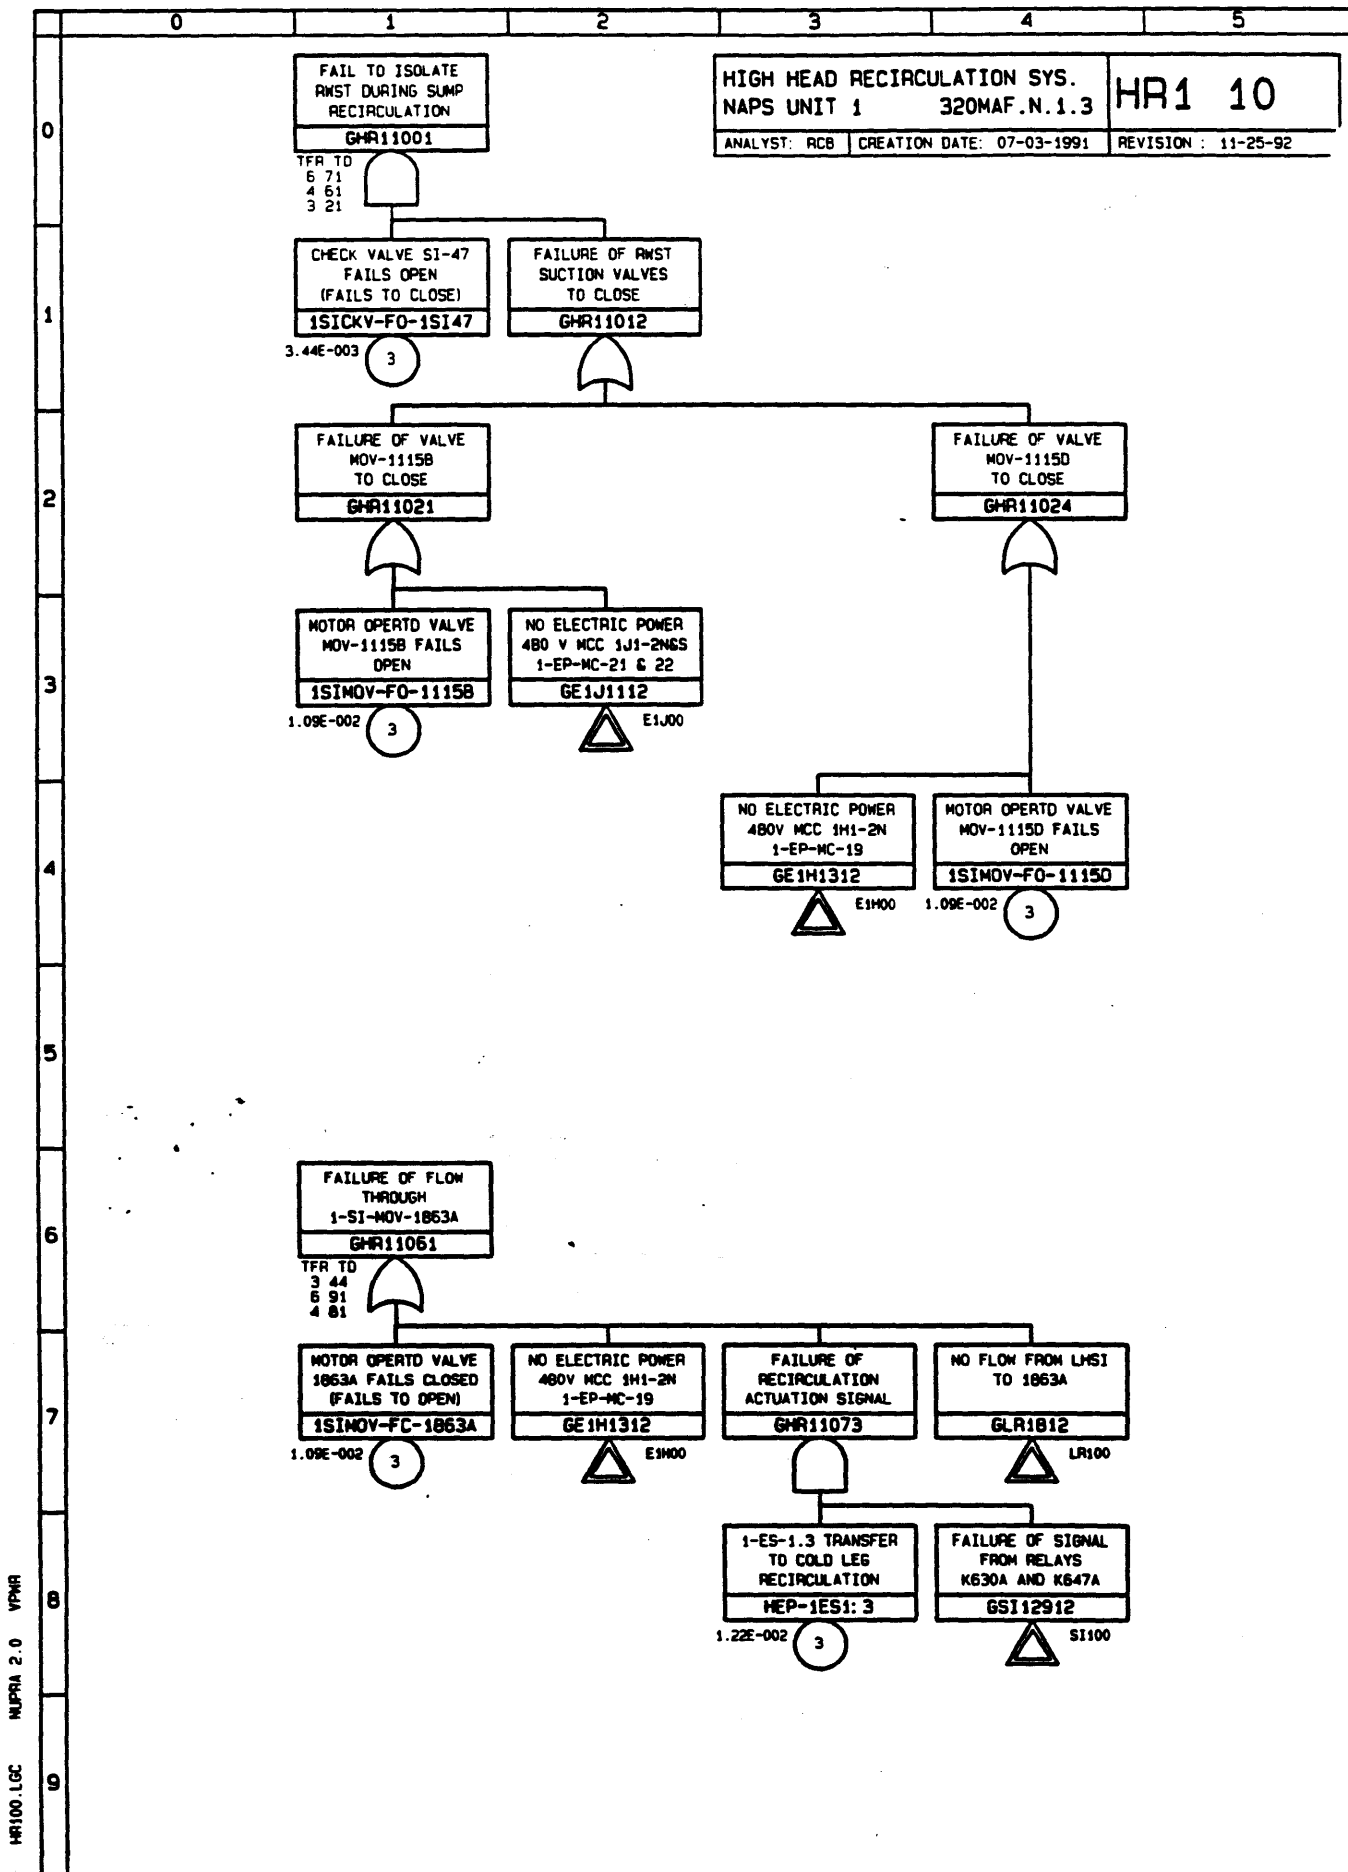 0 1 2 3 4 5
HIGH HEAD RECIRCULATION SYS.
NAPS UNIT 1 320MAF.N.1.3
HR1 10
ANALYST: RCB CREATION DATE: 07-03-1991 REVISION : 11-25-92
0
FAIL TO ISOLATE
RWST DURING SUMP
RECIRCULATION
GHR11001
TFR TO
6 71
4 61
3 21
1
CHECK VALVE SI-47
FAILS OPEN
(FAILS TO CLOSE)
1SICKV-FO-1SI47
3.44E-003
3
FAILURE OF RWST
SUCTION VALVES
TO CLOSE
GHR11012
2
FAILURE OF VALVE
MOV-1115B
TO CLOSE
GHR11021
FAILURE OF VALVE
MOV-1115D
TO CLOSE
GHR11024
3
MOTOR OPERTD VALVE
MOV-1115B FAILS
OPEN
1SIMOV-FO-1115B
1.09E-002
3
NO ELECTRIC POWER
480 V MCC 1J1-2N&S
1-EP-MC-21 & 22
GE1J1112
E1J00
4
NO ELECTRIC POWER
480V MCC 1H1-2N
1-EP-MC-19
GE1H1312
E1H00
MOTOR OPERTD VALVE
MOV-1115D FAILS
OPEN
1SIMOV-FO-1115D
1.09E-002
3
5
6
FAILURE OF FLOW
THROUGH
1-SI-MOV-1863A
GHR11061
TFR TO
3 44
6 91
4 81
7
MOTOR OPERTD VALVE
1863A FAILS CLOSED
(FAILS TO OPEN)
1SIMOV-FC-1863A
1.09E-002
3
NO ELECTRIC POWER
480V MCC 1H1-2N
1-EP-MC-19
GE1H1312
E1H00
FAILURE OF
RECIRCULATION
ACTUATION SIGNAL
GHR11073
NO FLOW FROM LHSI
TO 1863A
GLR1812
LR100
8
1-ES-1.3 TRANSFER
TO COLD LEG
RECIRCULATION
HEP-1ES1:3
1.22E-002
3
FAILURE OF SIGNAL
FROM RELAYS
K630A AND K647A
GSI12912
SI100
9
HR100.LGC NUPRA 2.0 VPWR